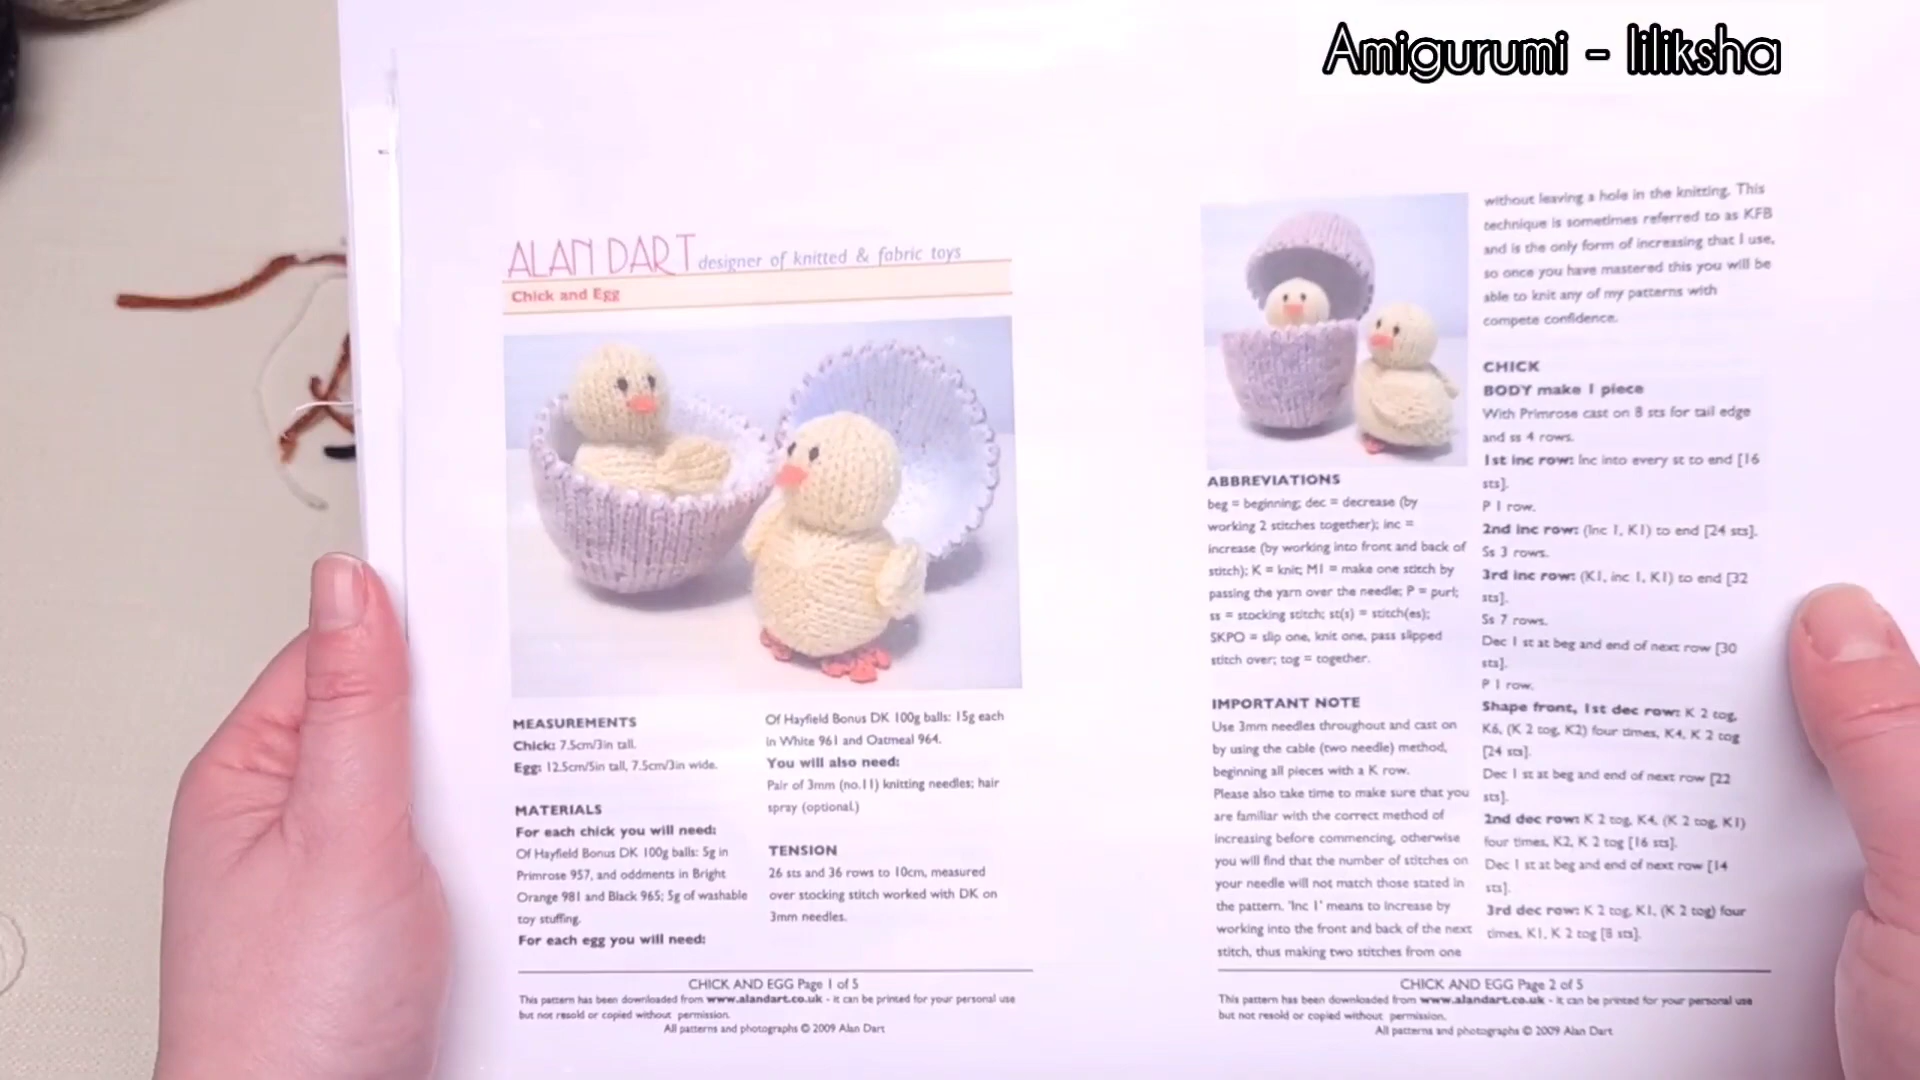 Amigurumi - liliksha
ALAN DART designer of knitted & fabric toys
Chick and Egg
MEASUREMENTS
Chick: 7.5cm/3in tall.
Egg: 12.5cm/5in tall, 7.5cm/3in wide.
MATERIALS
For each chick you will need:
Of Hayfield Bonus DK 100g balls: 5g in
Primrose 957, and oddments in Bright
Orange 981 and Black 965; 5g of washable
toy stuffing.
For each egg you will need:
Of Hayfield Bonus DK 100g balls: 15g each
in White 961 and Oatmeal 964.
You will also need:
Pair of 3mm (no.11) knitting needles; hair
spray (optional)
TENSION
26 sts and 36 rows to 10cm, measured
over stocking stitch worked with DK on
3mm needles.
CHICK AND EGG Page 1 of 5
This pattern has been downloaded from www.alandart.co.uk - it can be printed for your personal use
but not resold or copied without permission.
All patterns and photographs © 2009 Alan Dart
ABBREVIATIONS
beg = beginning; dec = decrease (by
working 2 stitches together); inc =
increase (by working into front and back of
stitch); K = knit; M1 = make one stitch by
passing the yarn over the needle; P = purl;
ss = stocking stitch; st(s) = stitch(es);
SKPO = slip one, knit one, pass slipped
stitch over; tog = together.
IMPORTANT NOTE
Use 3mm needles throughout and cast on
by using the cable (two needle) method,
beginning all pieces with a K row.
Please also take time to make sure that you
are familiar with the correct method of
increasing before commencing, otherwise
you will find that the number of stitches on
your needle will not match those stated in
the pattern. 'Inc 1' means to increase by
working into the front and back of the next
stitch, thus making two stitches from one
without leaving a hole in the knitting. This
technique is sometimes referred to as KFB
and is the only form of increasing that I use,
so once you have mastered this you will be
able to knit any of my patterns with
compete confidence.
CHICK
BODY make 1 piece
With Primrose cast on 8 sts for tail edge
and ss 4 rows.
1st inc row: Inc into every st to end [16
sts].
P 1 row.
2nd inc row: (Inc 1, K1) to end [24 sts].
Ss 3 rows.
3rd inc row: (K1, inc 1, K1) to end [32
sts].
Ss 7 rows.
Dec 1 st at beg and end of next row [30
sts].
P 1 row.
Shape front, 1st dec row: K 2 tog,
K6, (K 2 tog, K2) four times, K4, K 2 tog
[24 sts].
Dec 1 st at beg and end of next row [22
sts].
2nd dec row: K 2 tog, K4, (K 2 tog, K1)
four times, K2, K 2 tog [16 sts].
Dec 1 st at beg and end of next row [14
sts].
3rd dec row: K 2 tog, K1, (K 2 tog) four
times, K1, K 2 tog [8 sts].
CHICK AND EGG Page 2 of 5
This pattern has been downloaded from www.alandart.co.uk - it can be printed for your personal use
but not resold or copied without permission.
All patterns and photographs © 2009 Alan Dart